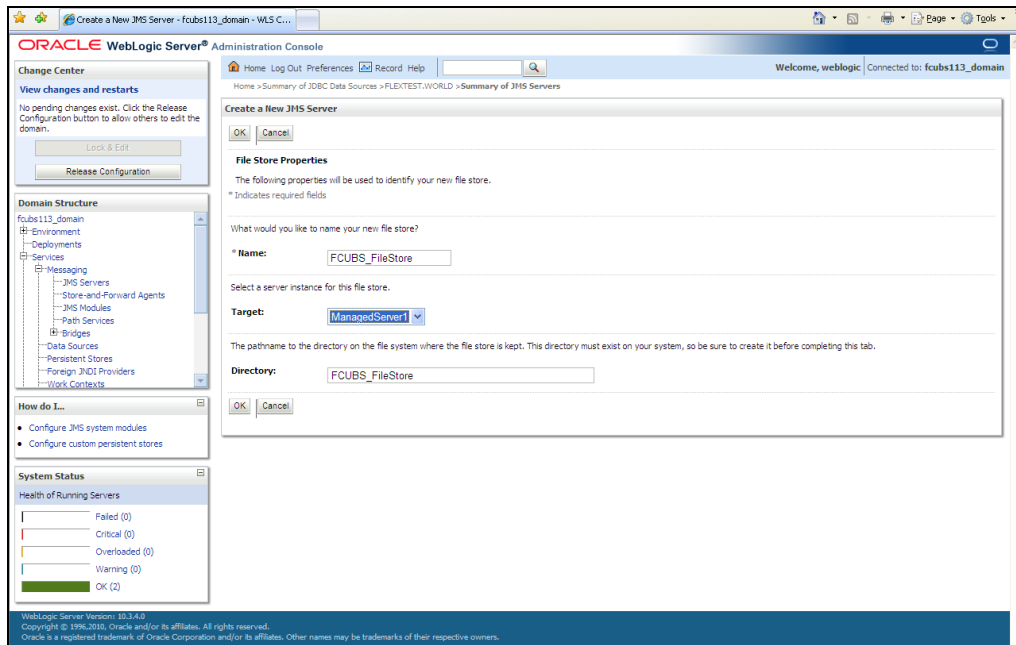 Create a New JMS Server - fcubs113_domain - WLS C...
Page
Tools
ORACLE WebLogic Server® Administration Console
Change Center
View changes and restarts
No pending changes exist. Click the Release
Configuration button to allow others to edit the
domain.
Lock & Edit
Release Configuration
Domain Structure
fcubs113_domain
Environment
Deployments
Services
Messaging
JMS Servers
Store-and-Forward Agents
JMS Modules
Path Services
Bridges
Data Sources
Persistent Stores
Foreign JNDI Providers
Work Contexts
How do I...
Configure JMS system modules
Configure custom persistent stores
System Status
Health of Running Servers
Failed (0)
Critical (0)
Overloaded (0)
Warning (0)
OK (2)
Home Log Out Preferences Record Help
Welcome, weblogic Connected to: fcubs113_domain
Home >Summary of JDBC Data Sources >FLEXTEST.WORLD >Summary of JMS Servers
Create a New JMS Server
OK Cancel
File Store Properties
The following properties will be used to identify your new file store.
* Indicates required fields
What would you like to name your new file store?
* Name: FCUBS_FileStore
Select a server instance for this file store.
Target: ManagedServer1
The pathname to the directory on the file system where the file store is kept. This directory must exist on your system, so be sure to create it before completing this tab.
Directory: FCUBS_FileStore
OK Cancel
WebLogic Server Version: 10.3.4.0
Copyright © 1996,2010, Oracle and/or its affiliates. All rights reserved.
Oracle is a registered trademark of Oracle Corporation and/or its affiliates. Other names may be trademarks of their respective owners.